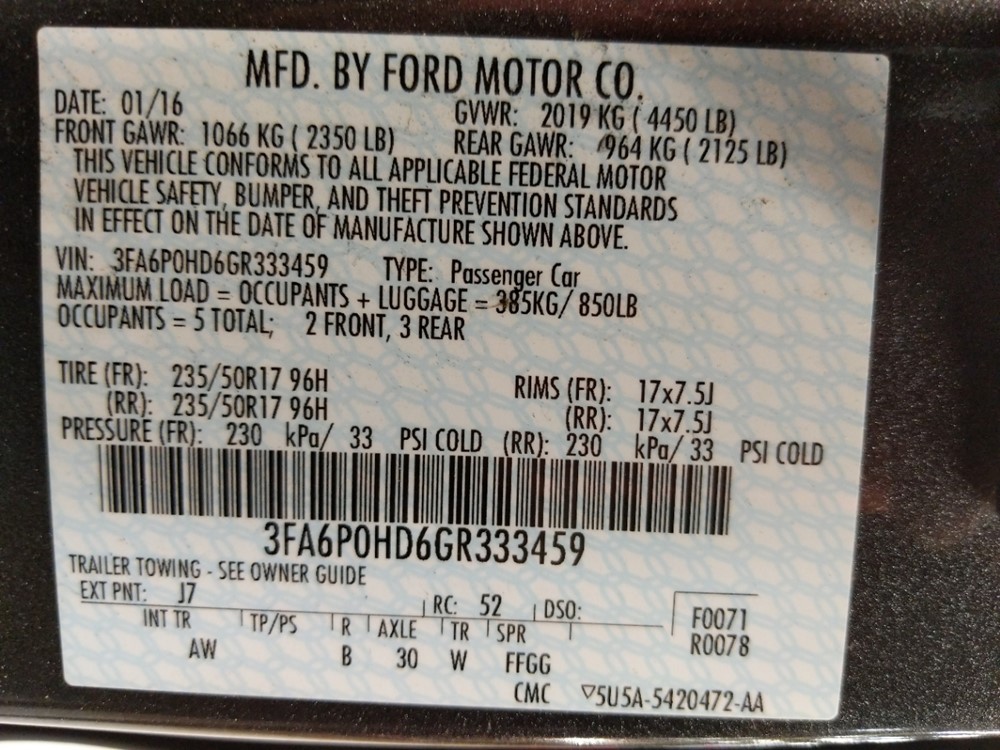 MFD. BY FORD MOTOR CO.
DATE: 01/16 GVWR: 2019 KG ( 4450 LB)
FRONT GAWR: 1066 KG ( 2350 LB) REAR GAWR: 964 KG ( 2125 LB)
THIS VEHICLE CONFORMS TO ALL APPLICABLE FEDERAL MOTOR
VEHICLE SAFETY, BUMPER, AND THEFT PREVENTION STANDARDS
IN EFFECT ON THE DATE OF MANUFACTURE SHOWN ABOVE.
VIN: 3FA6P0HD6GR333459 TYPE: Passenger Car
MAXIMUM LOAD = OCCUPANTS + LUGGAGE = 385KG/ 850LB
OCCUPANTS = 5 TOTAL; 2 FRONT, 3 REAR
TIRE (FR): 235/50R17 96H RIMS (FR): 17x7.5J
(RR): 235/50R17 96H (RR): 17x7.5J
PRESSURE (FR): 230 kPa/ 33 PSI COLD (RR): 230 kPa/ 33 PSI COLD
3FA6P0HD6GR333459
TRAILER TOWING - SEE OWNER GUIDE
EXT PNT: J7 RC: 52 DSO: F0071
INT TR TP/PS R AXLE TR SPR R0078
AW B 30 W FFGG
CMC ▽5U5A-5420472-AA